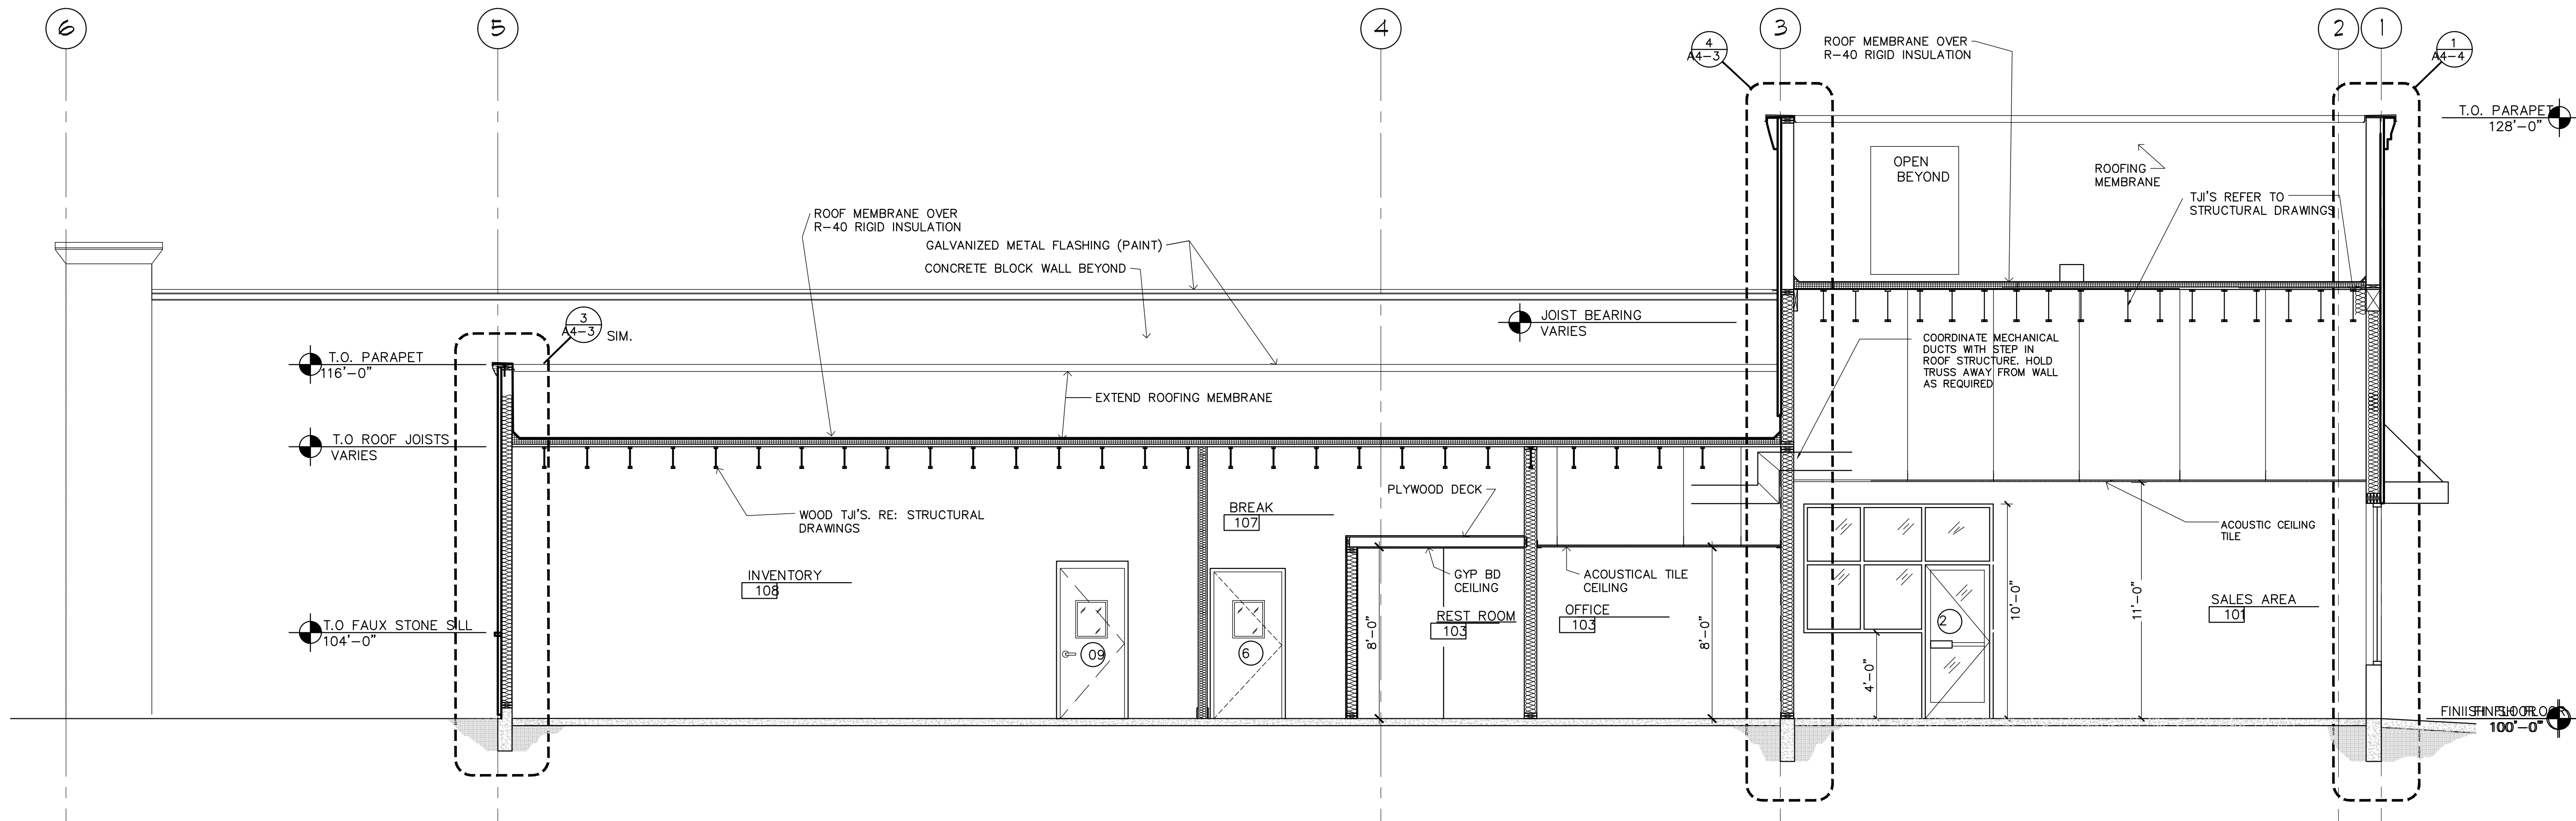 6
5
4
3
2
1
4
A4-3
1
A4-4
ROOF MEMBRANE OVER
R-40 RIGID INSULATION
T.O. PARAPET
128'-0"
OPEN
BEYOND
ROOFING
MEMBRANE
TJI'S REFER TO
STRUCTURAL DRAWINGS
ROOF MEMBRANE OVER
R-40 RIGID INSULATION
GALVANIZED METAL FLASHING (PAINT)
CONCRETE BLOCK WALL BEYOND
3
A4-3
SIM.
JOIST BEARING
VARIES
COORDINATE MECHANICAL
DUCTS WITH STEP IN
ROOF STRUCTURE. HOLD
TRUSS AWAY FROM WALL
AS REQUIRED
T.O. PARAPET
116'-0"
EXTEND ROOFING MEMBRANE
T.O ROOF JOISTS
VARIES
PLYWOOD DECK
WOOD TJI'S. RE: STRUCTURAL
DRAWINGS
BREAK
107
ACOUSTIC CEILING
TILE
INVENTORY
108
GYP BD
CEILING
ACOUSTICAL TILE
CEILING
REST ROOM
103
OFFICE
103
SALES AREA
101
T.O FAUX STONE SILL
104'-0"
09
6
2
8'-0"
8'-0"
4'-0"
10'-0"
11'-0"
FINISH FLOOR
100'-0"